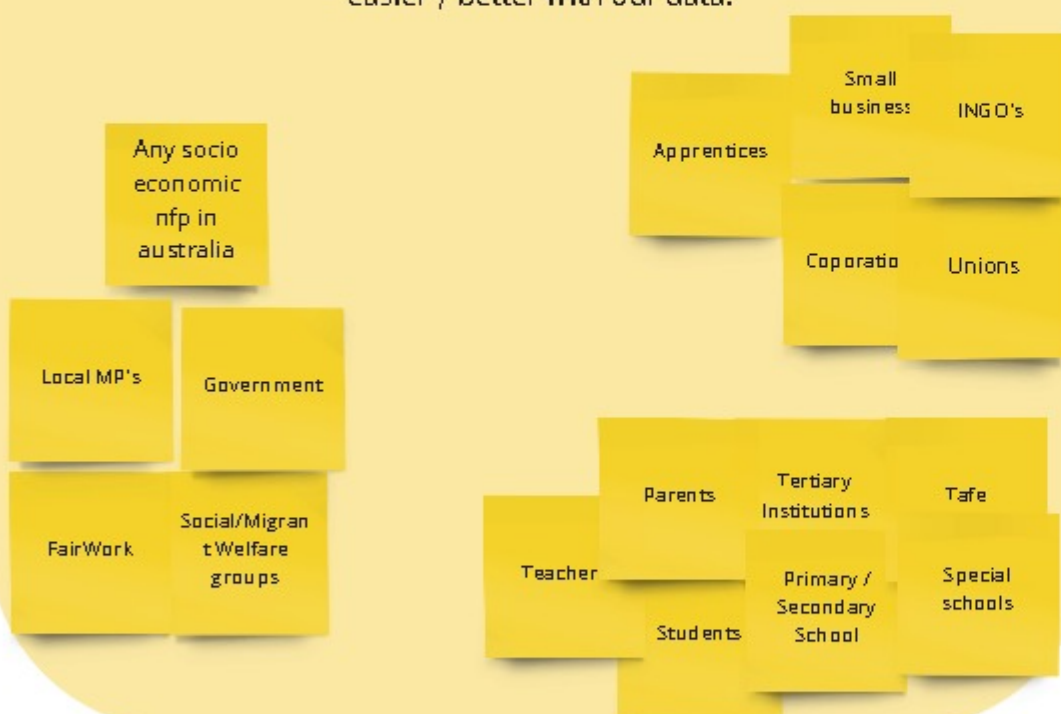 easier / better with our data.
Any socio
economic
nfp in
australia
Local MP's
Government
FairWork
Social/Migran
t Welfare
groups
Apprentices
Small
business
INGO's
Coporatio
Unions
Parents
Tertiary
Institutions
Tafe
Teacher
Students
Primary /
Secondary
School
Special
schools